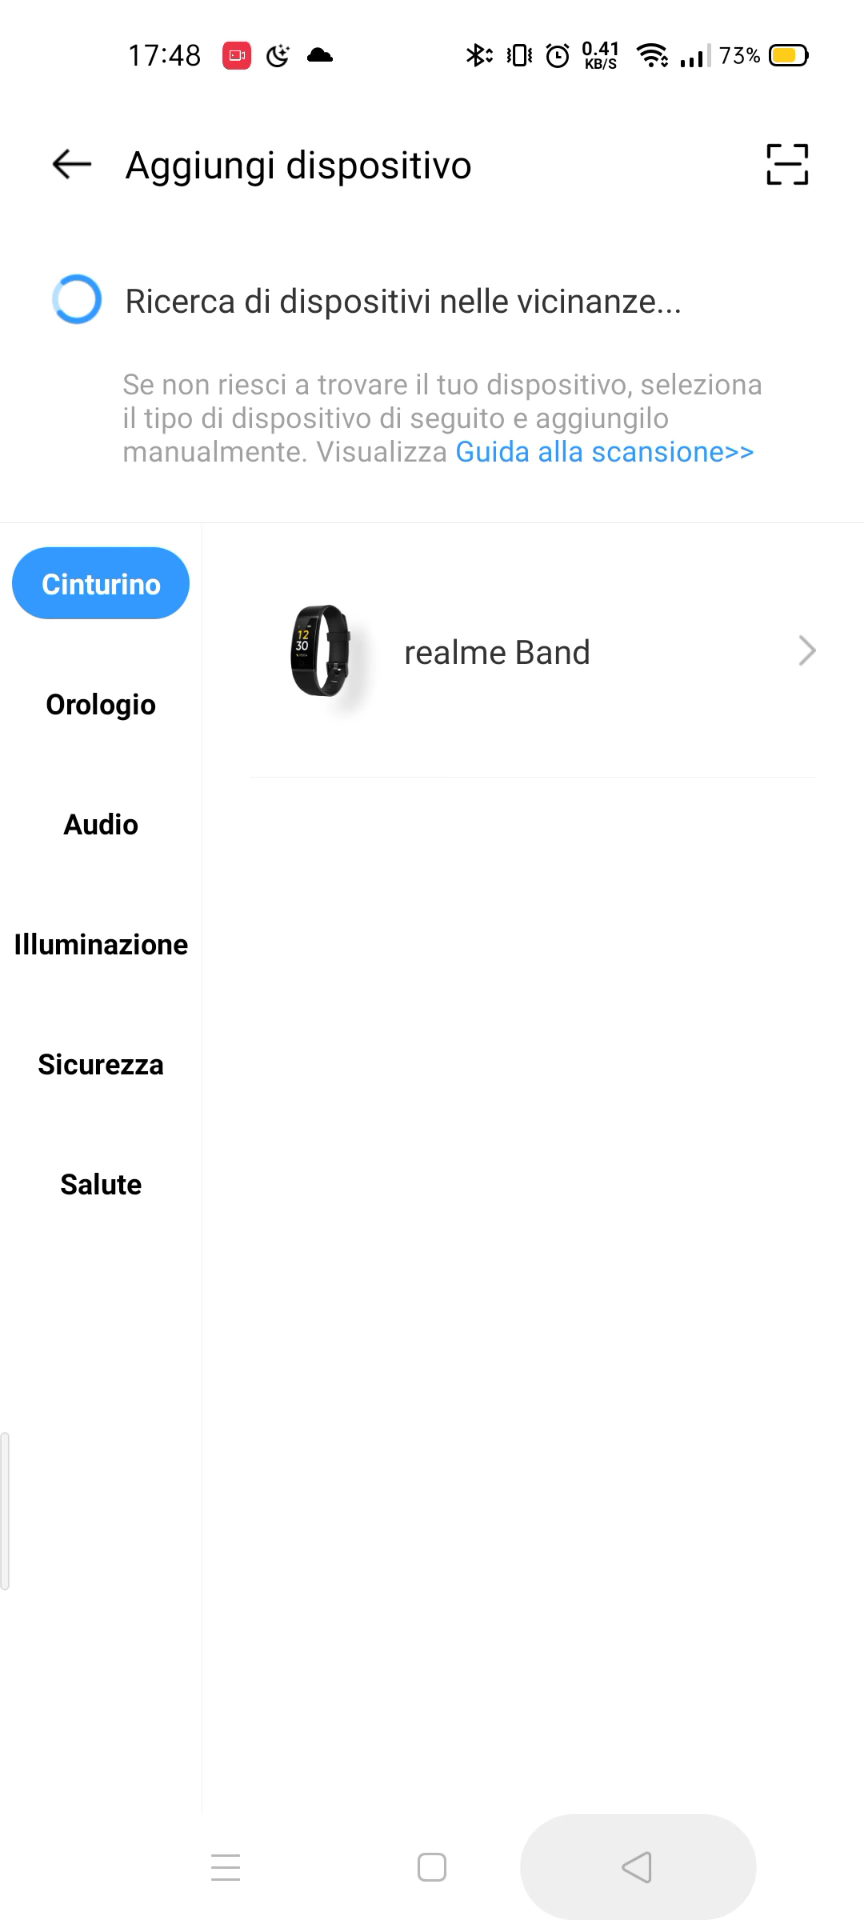 17:48
0.41
KB/S
73%
Aggiungi dispositivo
Ricerca di dispositivi nelle vicinanze...
Se non riesci a trovare il tuo dispositivo, seleziona
il tipo di dispositivo di seguito e aggiungilo
manualmente. Visualizza Guida alla scansione>>
Cinturino
12
30
realme Band
Orologio
Audio
Illuminazione
Sicurezza
Salute